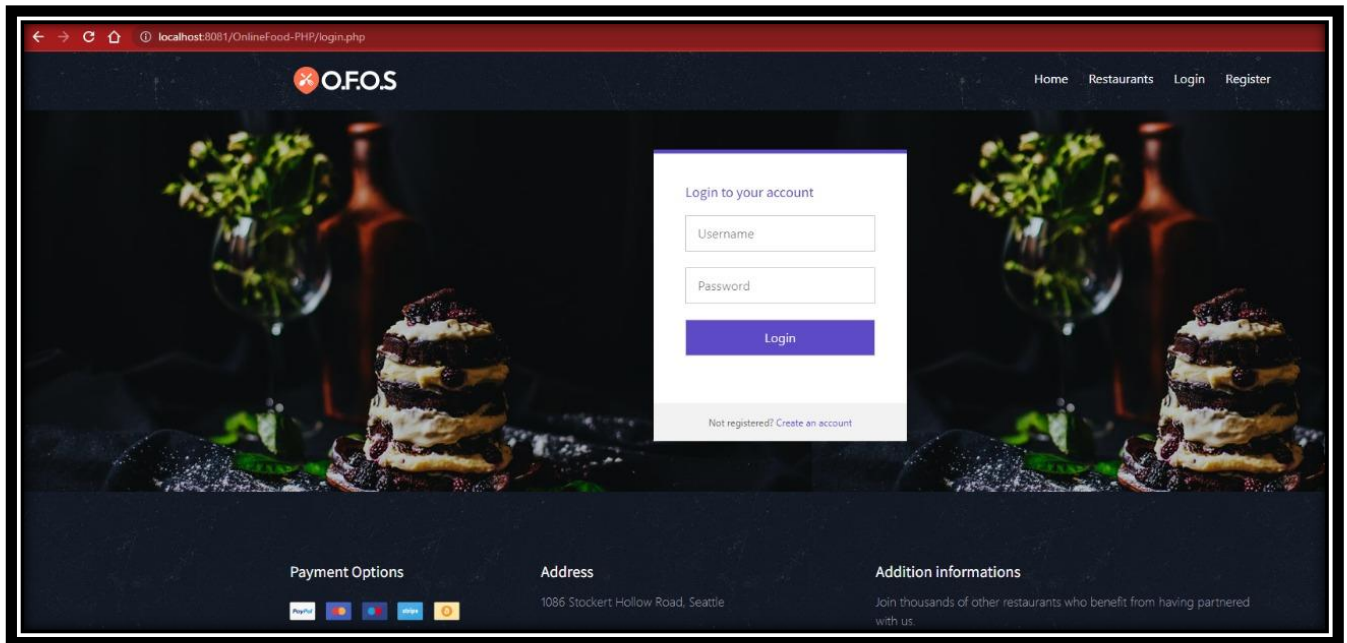 localhost:8081/OnlineFood-PHP/login.php
O.F.O.S
Home Restaurants Login Register
Login to your account
Username
Password
Login
Not registered? Create an account
Payment Options
PayPal
stripe
Address
1086 Stockert Hollow Road, Seattle
Addition informations
Join thousands of other restaurants who benefit from having partnered
with us.